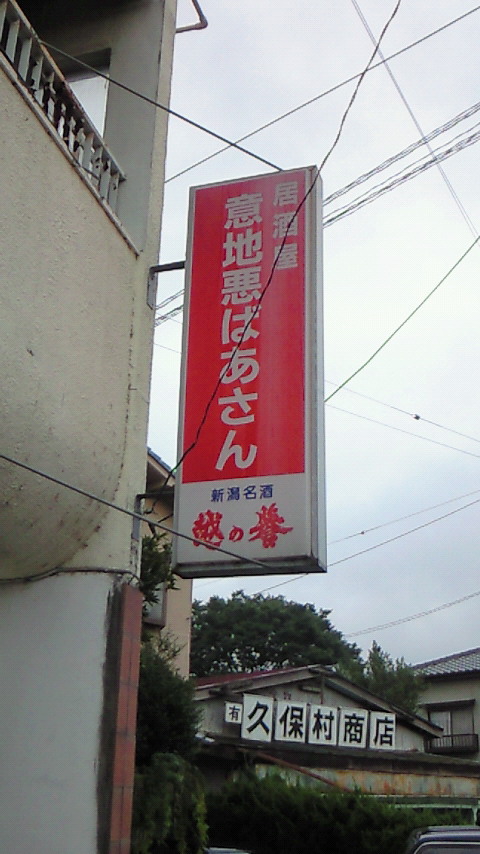 居酒屋
意地悪ばあさん
新潟名酒
越の誉
有久保村商店